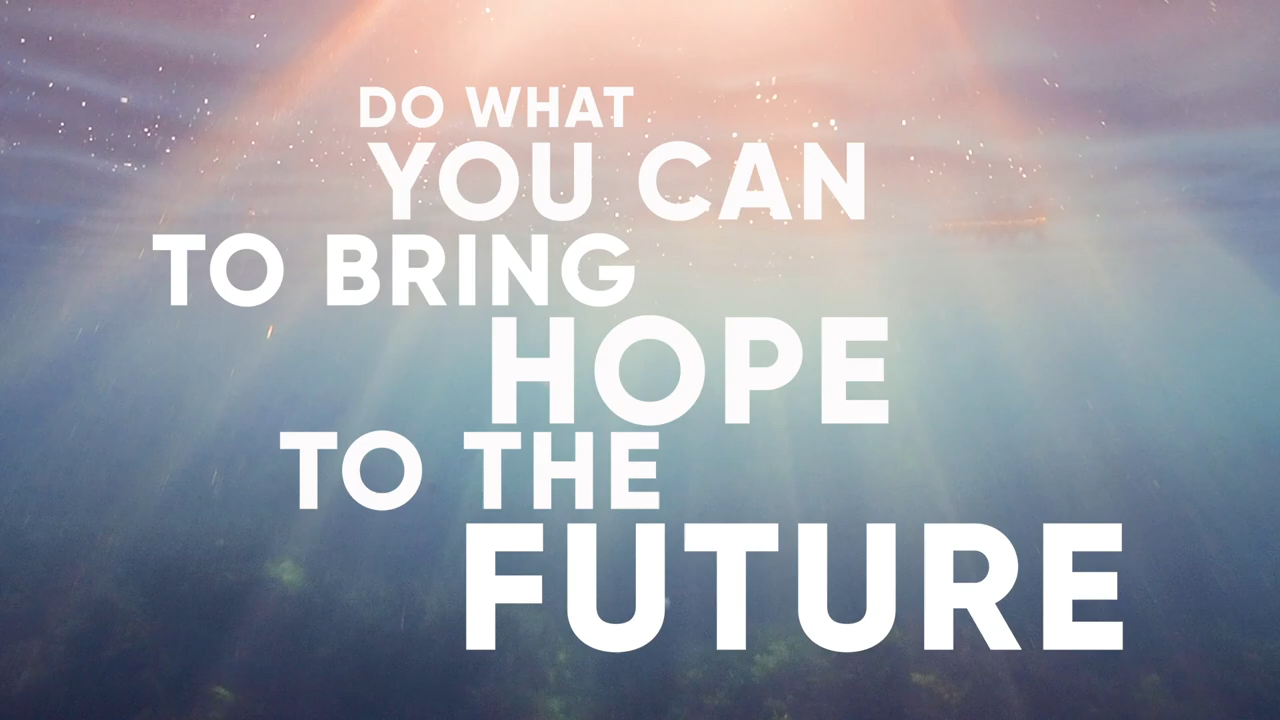 DO WHAT
YOU CAN
TO BRING
HOPE
TO THE
FUTURE